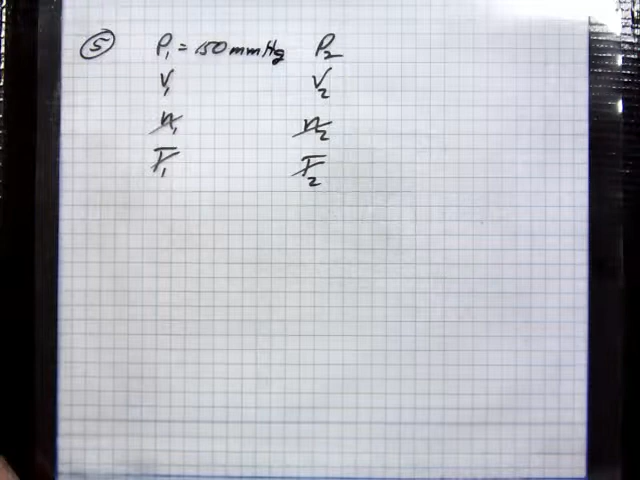 ⑤ P₁ = 150 mmHg P₂
V₁ V₂
n₁ n₂
T₁ T₂